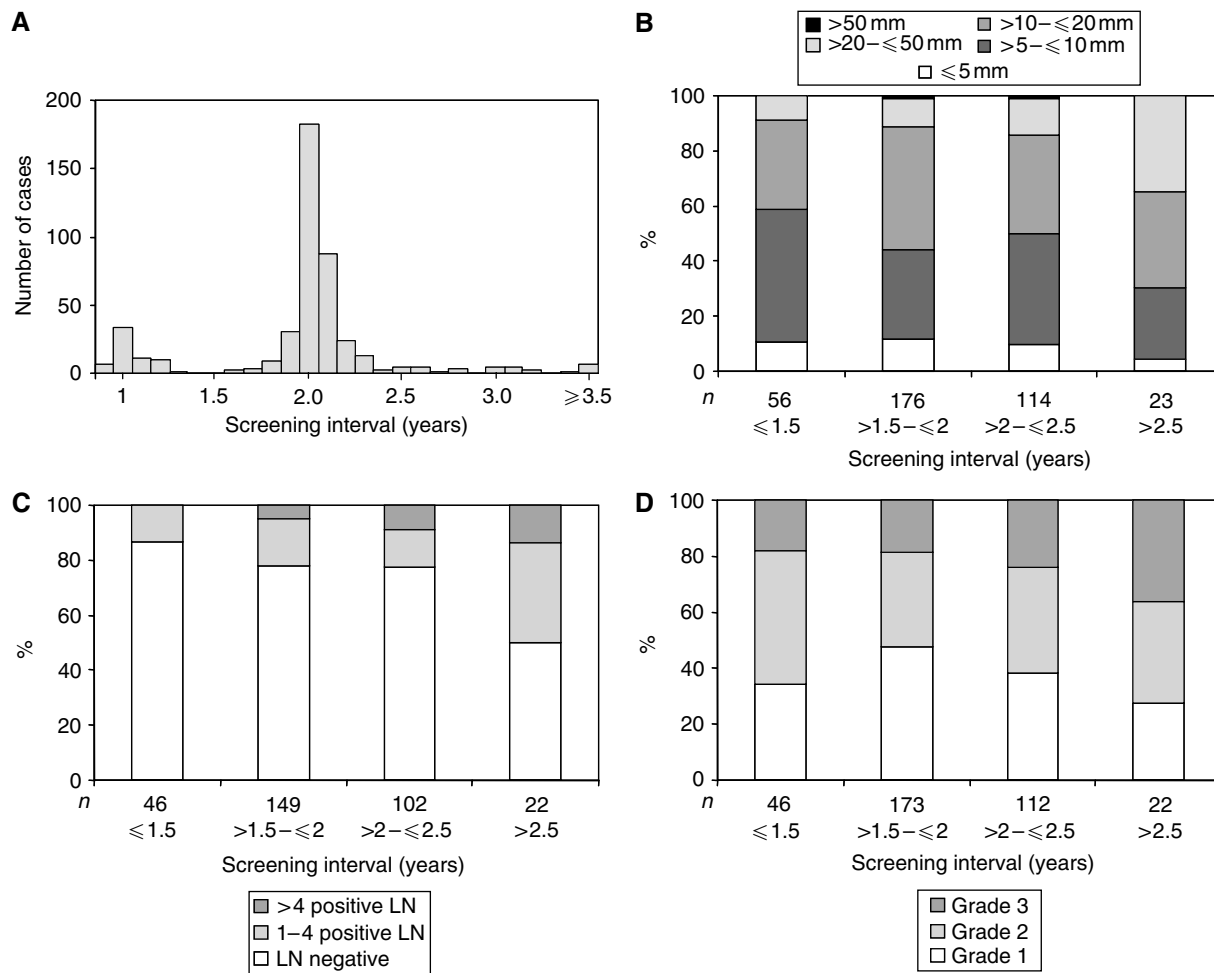 A
200
150
100
50
0
Number of cases
1 1.5 2.0 2.5 3.0 ⩾3.5
Screening interval (years)
B
>50 mm >10–⩽20 mm
>20–⩽50 mm >5–⩽10 mm
⩽5 mm
100
80
60
40
20
0
%
n 56 176 114 23
⩽1.5 >1.5–⩽2 >2–⩽2.5 >2.5
Screening interval (years)
C
100
80
60
40
20
0
%
n 46 149 102 22
⩽1.5 >1.5–⩽2 >2–⩽2.5 >2.5
Screening interval (years)
>4 positive LN
1–4 positive LN
LN negative
D
100
80
60
40
20
0
%
n 46 173 112 22
⩽1.5 >1.5–⩽2 >2–⩽2.5 >2.5
Screening interval (years)
Grade 3
Grade 2
Grade 1